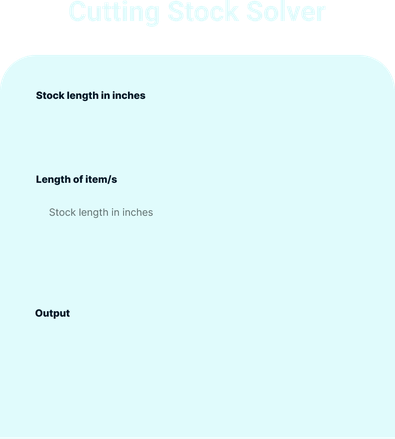 Cutting Stock Solver
Stock length in inches
Length of item/s
Stock length in inches
Output